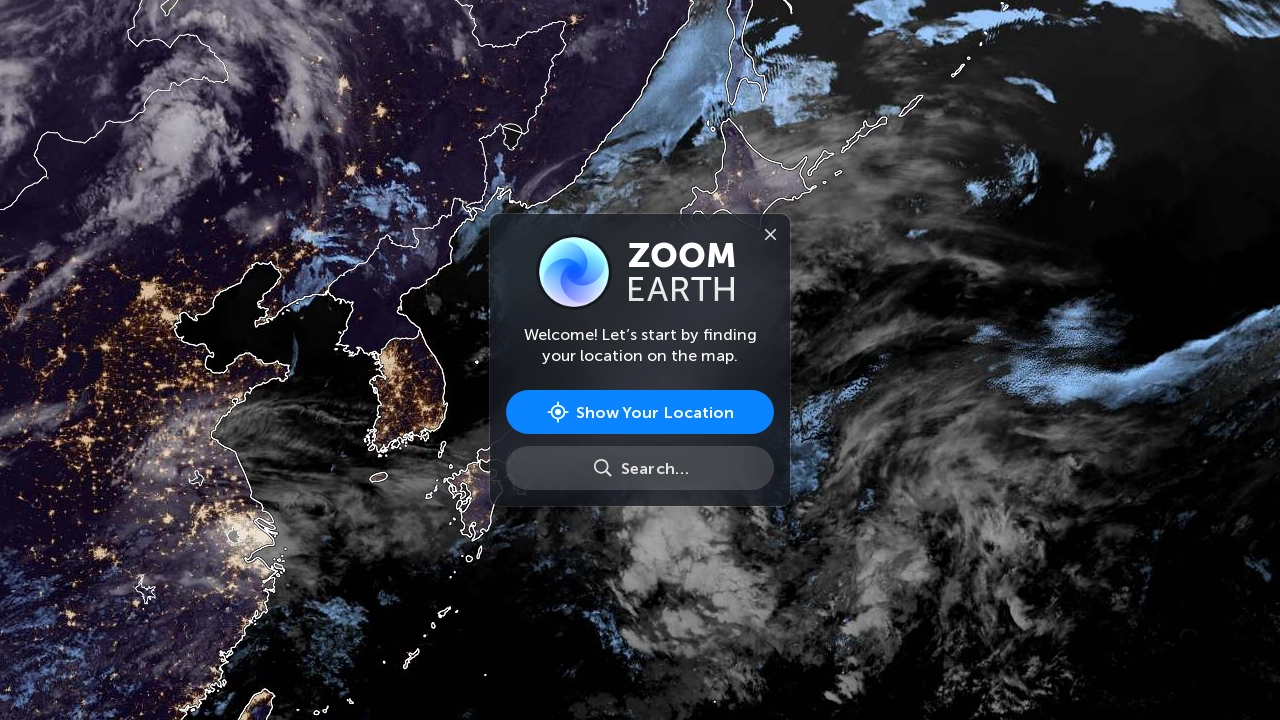 ZOOM
EARTH
Welcome! Let’s start by finding
your location on the map.
Show Your Location
Search...